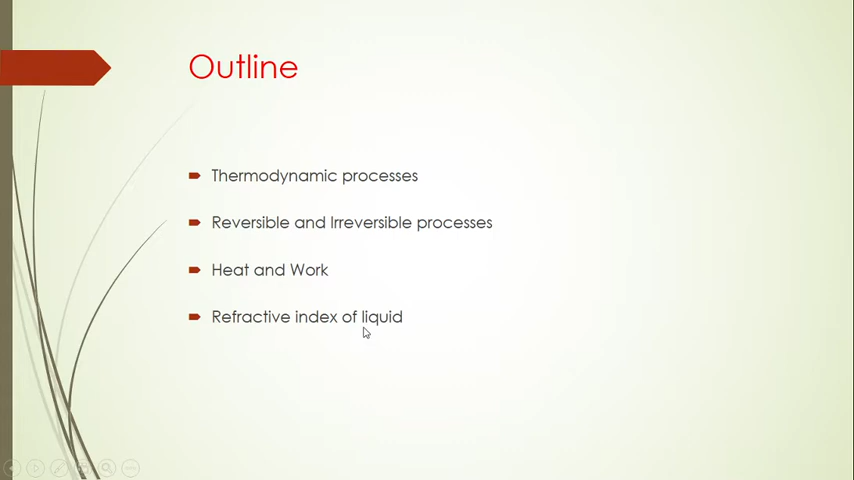 Outline
Thermodynamic processes
Reversible and Irreversible processes
Heat and Work
Refractive index of liquid